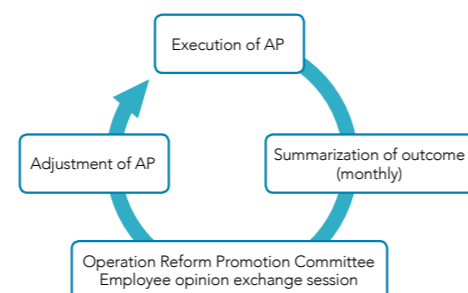 Execution of AP
Summarization of outcome
(monthly)
Operation Reform Promotion Committee
Employee opinion exchange session
Adjustment of AP